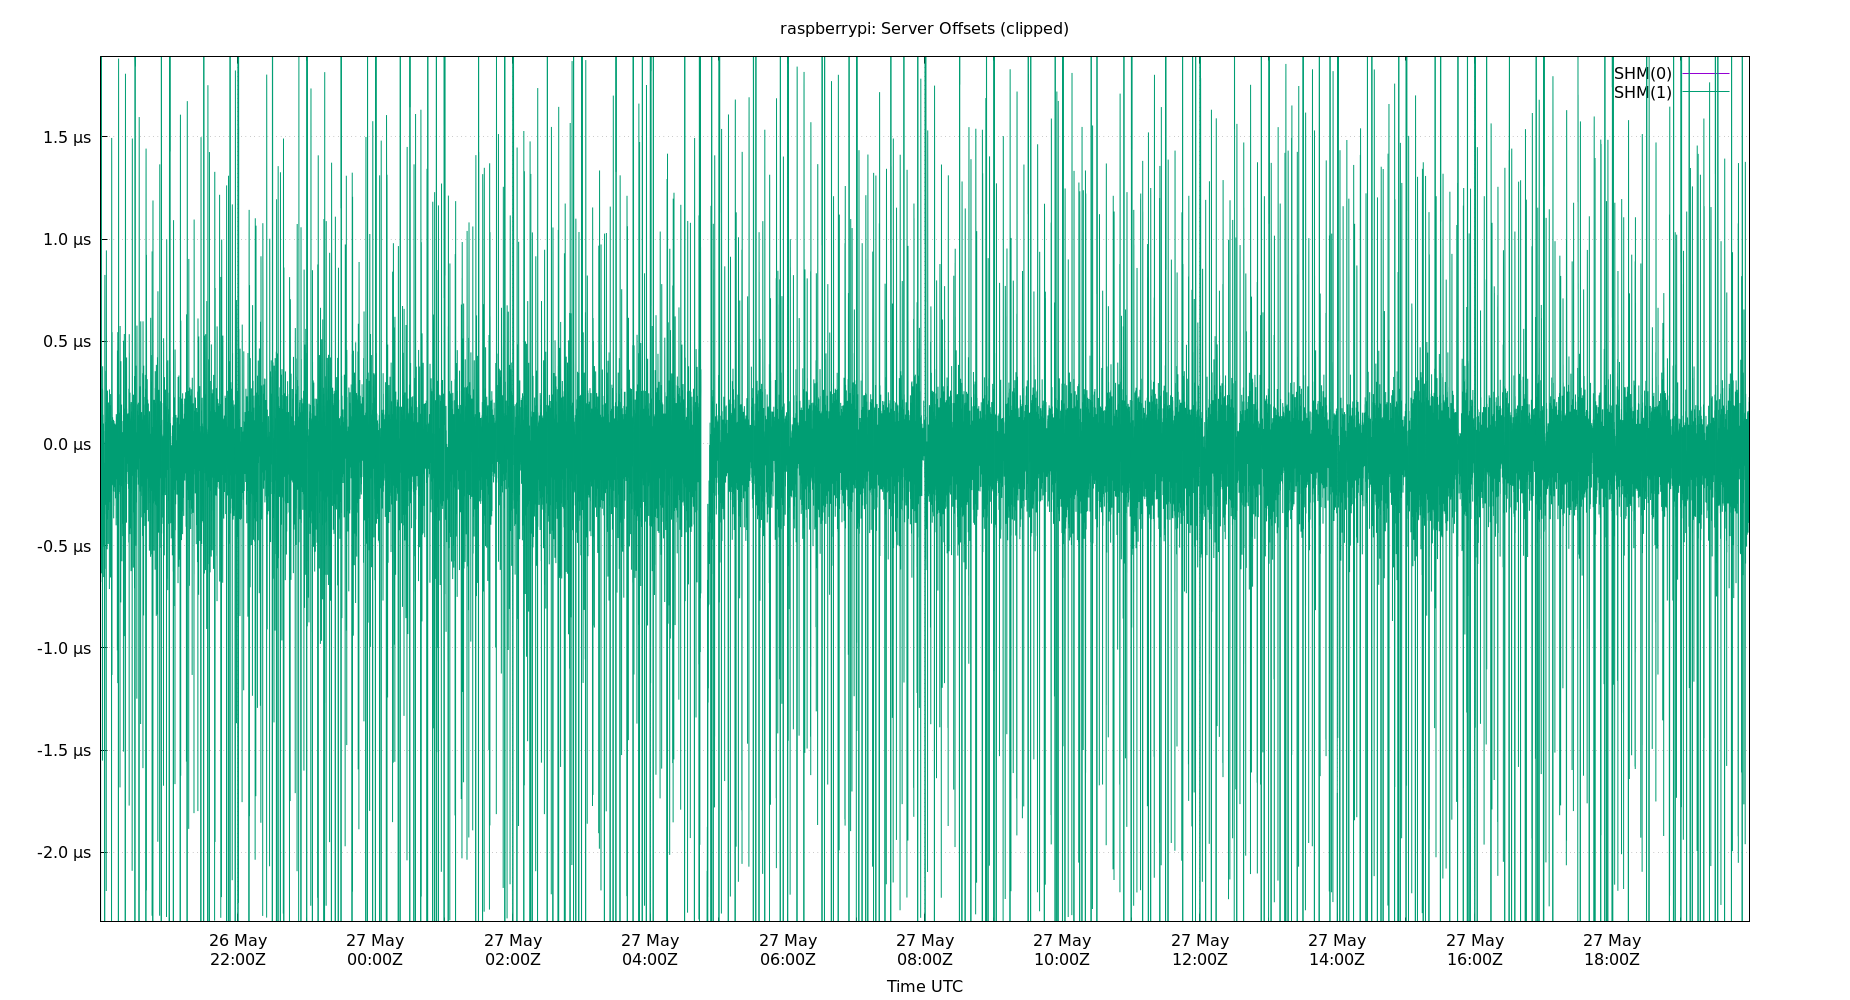 raspberrypi: Server Offsets (clipped)
SHM(0)
SHM(1)
1.5 µs
1.0 µs
0.5 µs
0.0 µs
-0.5 µs
-1.0 µs
-1.5 µs
-2.0 µs
26 May 27 May 27 May 27 May 27 May 27 May 27 May 27 May 27 May 27 May 27 May
22:00Z 00:00Z 02:00Z 04:00Z 06:00Z 08:00Z 10:00Z 12:00Z 14:00Z 16:00Z 18:00Z
Time UTC